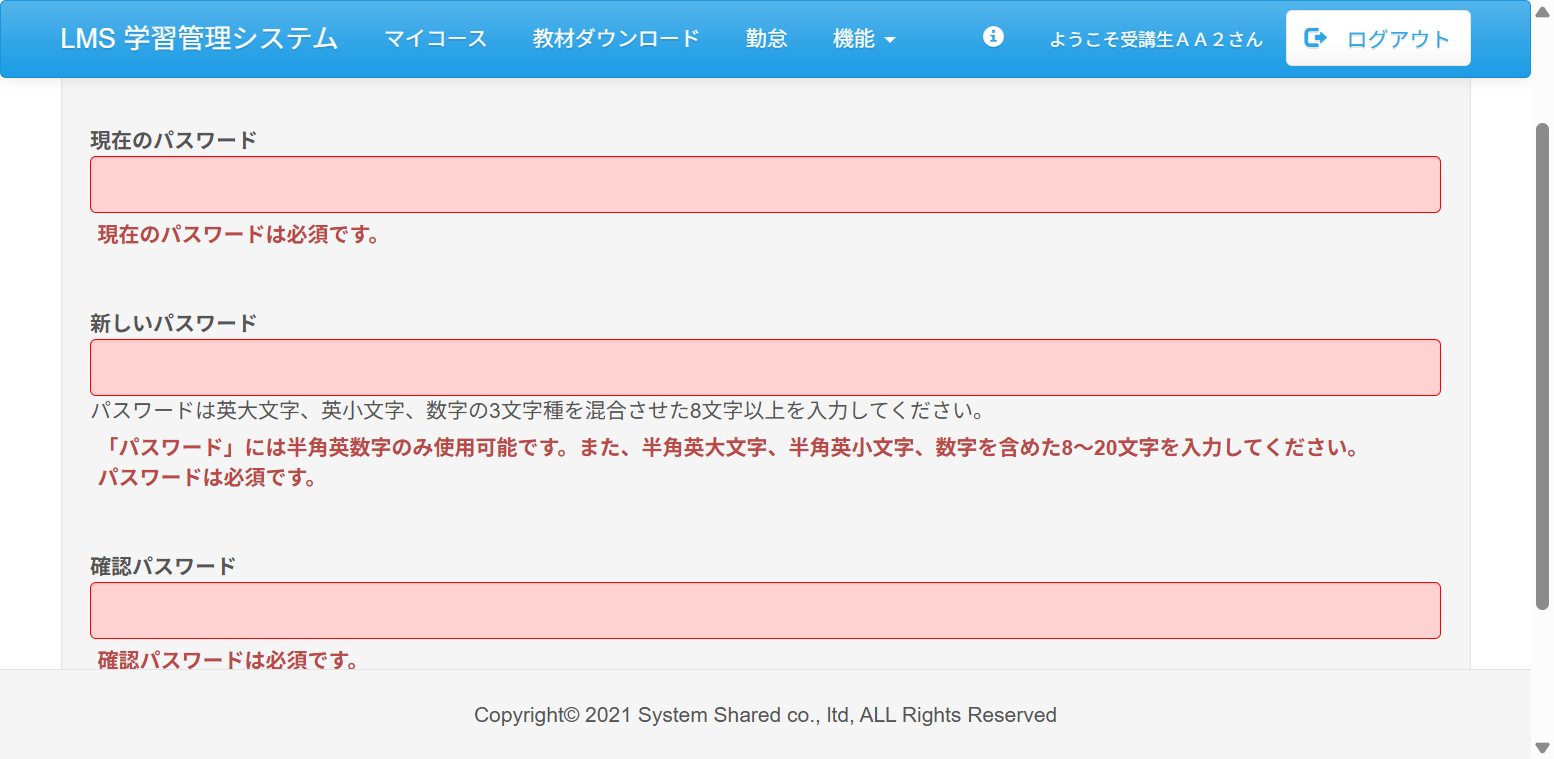 LMS 学習管理システム マイコース 教材ダウンロード 勤怠 機能 ようこそ受講生ＡＡ２さん ログアウト
現在のパスワード
現在のパスワードは必須です。
新しいパスワード
パスワードは英大文字、英小文字、数字の3文字種を混合させた8文字以上を入力してください。
「パスワード」には半角英数字のみ使用可能です。また、半角英大文字、半角英小文字、数字を含めた8～20文字を入力してください。
パスワードは必須です。
確認パスワード
確認パスワードは必須です。
Copyright© 2021 System Shared co., ltd, ALL Rights Reserved